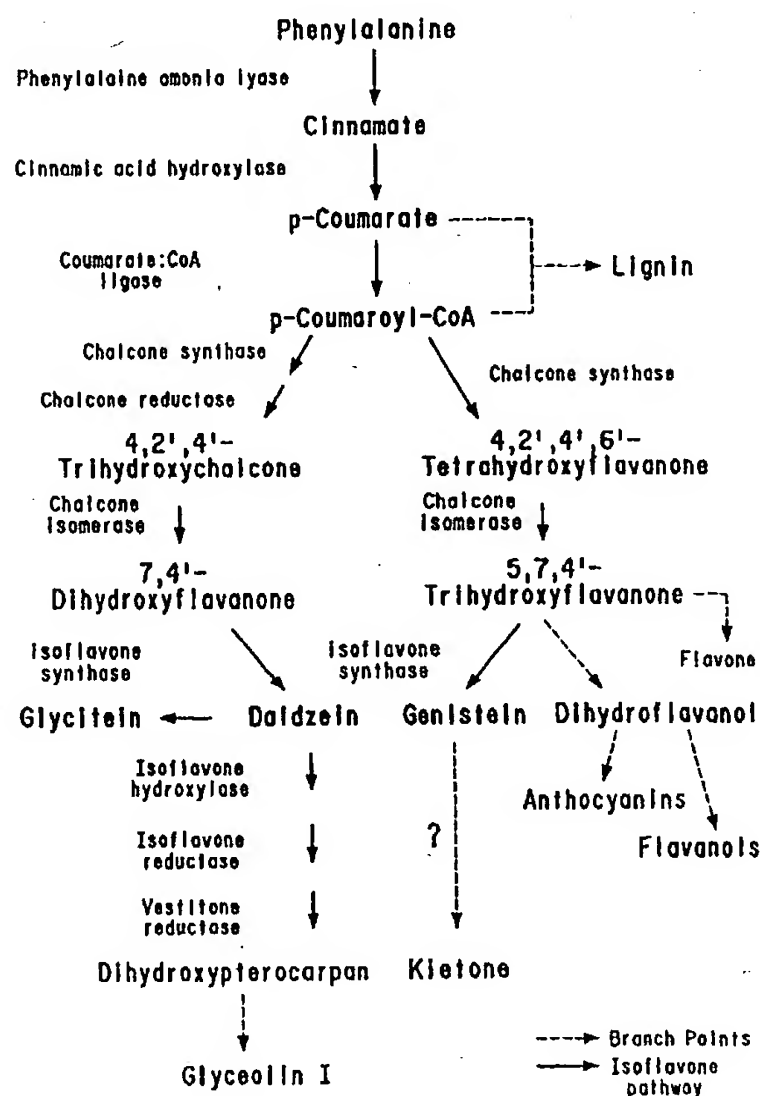 Phenylalanine
Phenylalaine amonia lyase
Cinnamate
Cinnamic acid hydroxylase
p-Coumarate
Coumarate:CoA
ligase
Lignin
p-Coumaroyl-CoA
Chalcone synthase
Chalcone synthase
Chalcone reductase
4,2',4'-
Trihydroxychalcone
4,2',4',6'-
Tetrahydroxyflavanone
Chalcone
isomerase
Chalcone
isomerase
7,4'-
Dihydroxyflavanone
5,7,4'-
Trihydroxyflavanone
Isoflavone
synthase
Isoflavone
synthase
Flavone
Glycitein
Daidzein
Genistein
Dihydroflavanol
Isoflavone
hydroxylase
Anthocyanins
Isoflavone
reductase
?
Flavanols
Vestitone
reductase
Dihydroxypterocarpan
Kietone
Glyceolin I
Branch Points
Isoflavone
pathway